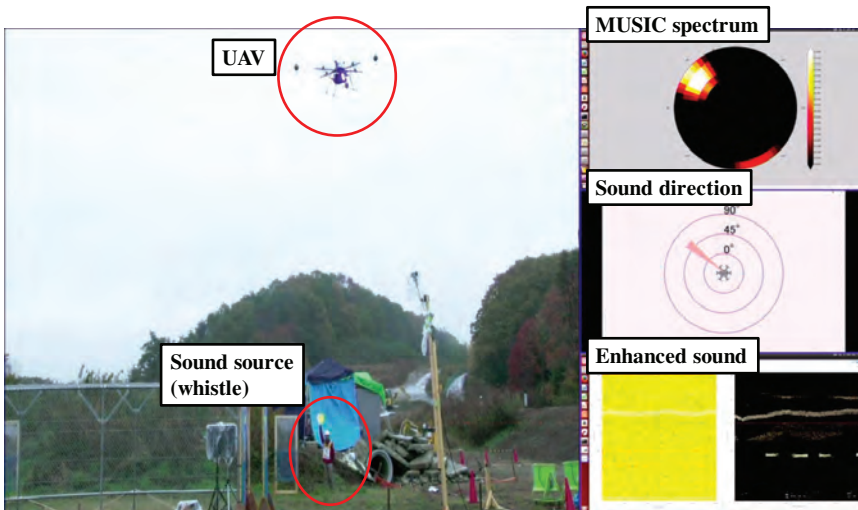 UAV
MUSIC spectrum
Sound direction
90°
45°
0°
Sound source
(whistle)
Enhanced sound